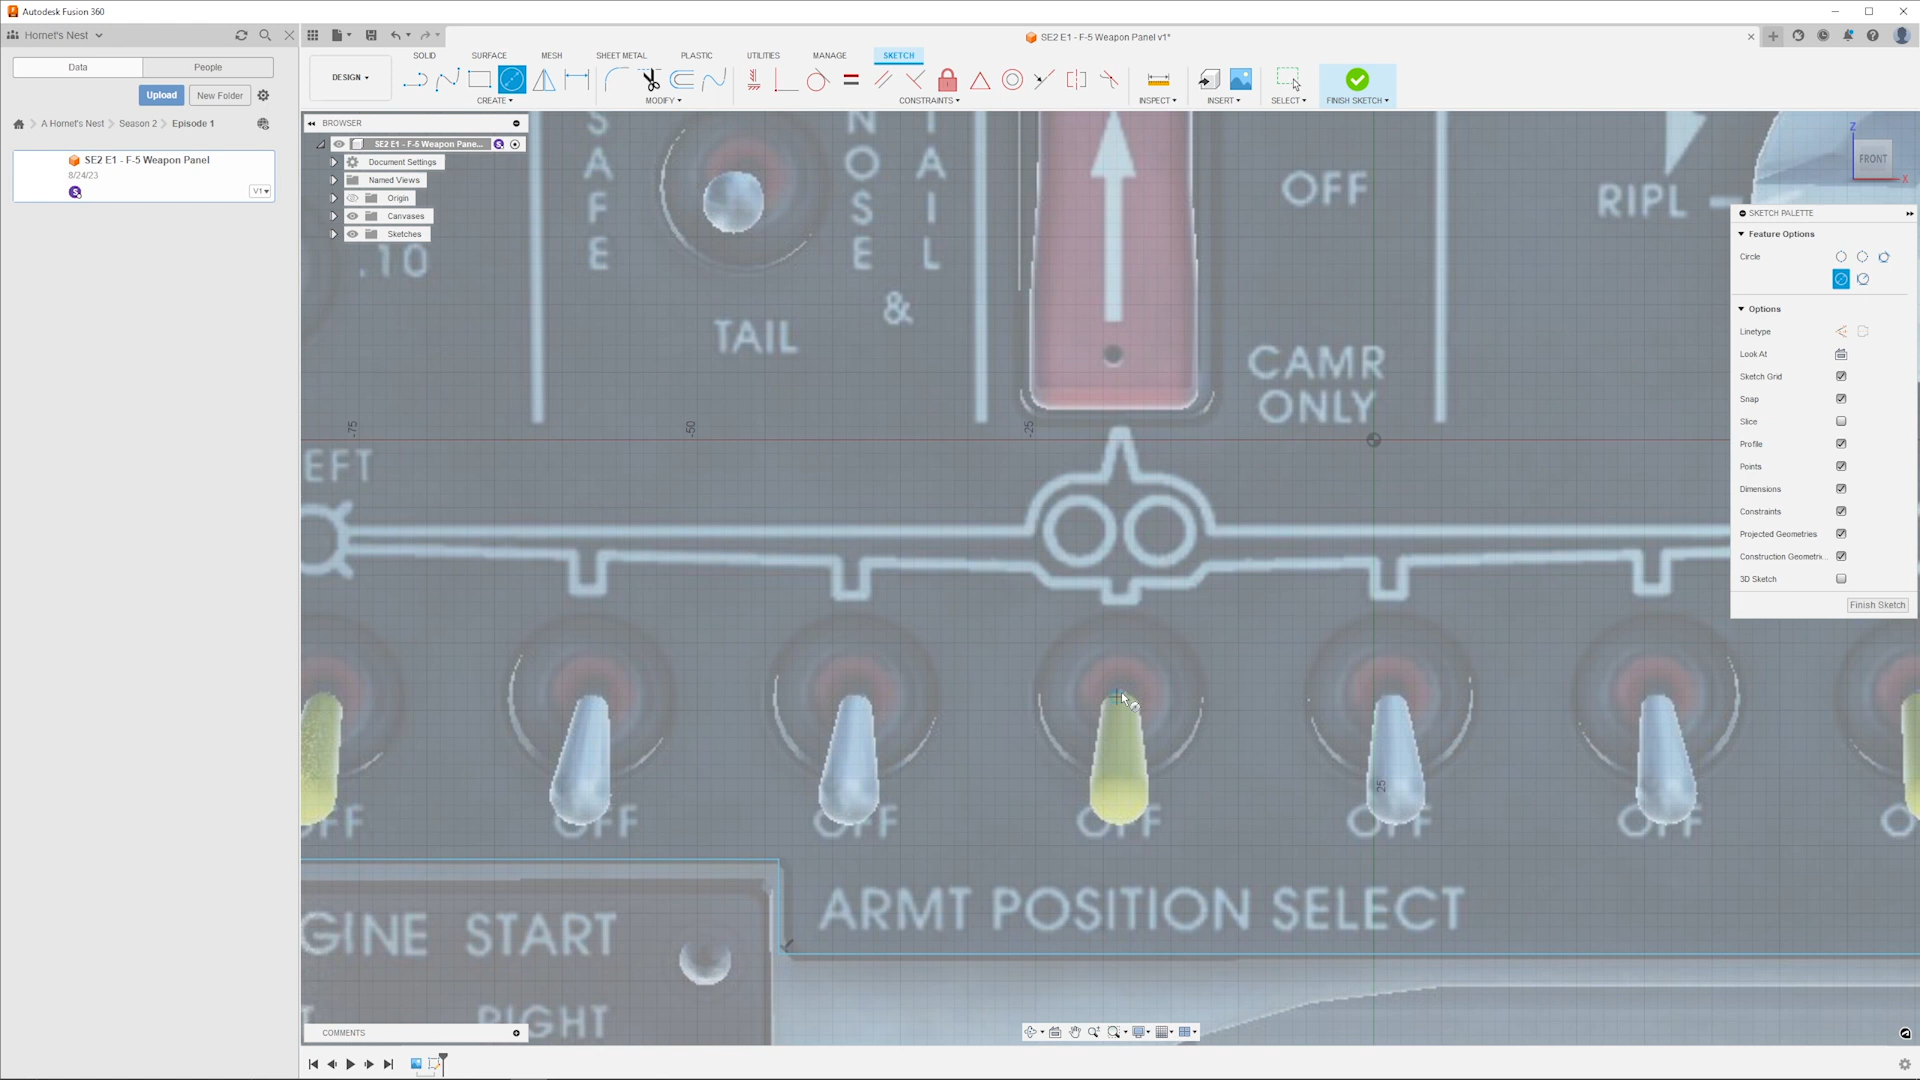 Autodesk Fusion 360
Hornet's Nest
SE2 E1 - F-5 Weapon Panel v1*
Data
People
Upload
New Folder
A Hornet's Nest > Season 2 > Episode 1
SE2 E1 - F-5 Weapon Panel
8/24/23
V1
SOLID
SURFACE
MESH
SHEET METAL
PLASTIC
UTILITIES
MANAGE
SKETCH
DESIGN
CREATE
MODIFY
CONSTRAINTS
INSPECT
INSERT
SELECT
FINISH SKETCH
BROWSER
SE2 E1 - F-5 Weapon Pane...
Document Settings
Named Views
Origin
Canvases
Sketches
FRONT
Z
X
SKETCH PALETTE
Feature Options
Circle
Options
Linetype
Look At
Sketch Grid
Snap
Slice
Profile
Points
Dimensions
Constraints
Projected Geometries
Construction Geometri...
3D Sketch
Finish Sketch
.10
SAFE
NOSE
&
TAIL
TAIL
OFF
CAMR
ONLY
RIPL
-75
-50
-25
25
EFT
OFF
OFF
OFF
OFF
OFF
OFF
O
ARMT POSITION SELECT
GINE START
RIGHT
COMMENTS